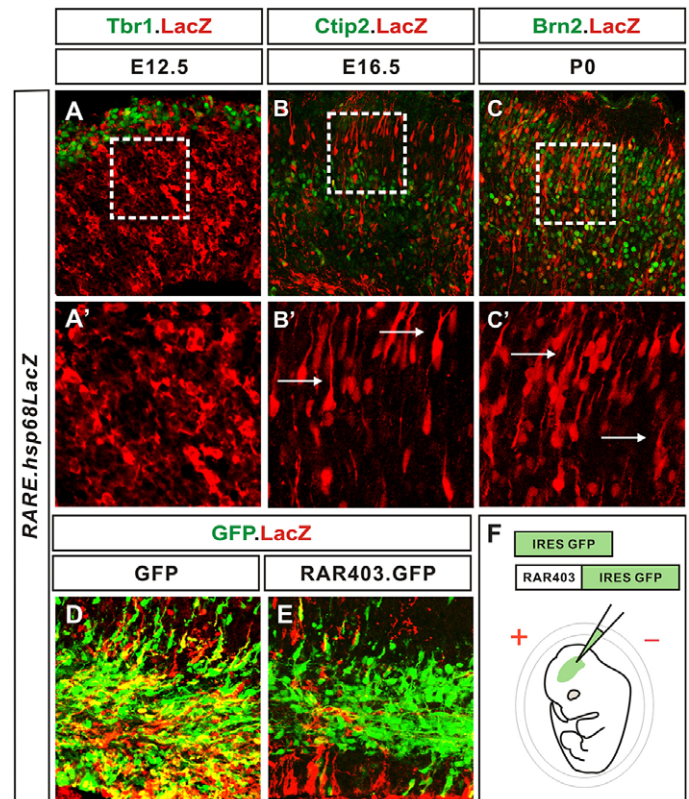 Tbr1.LacZ
Ctip2.LacZ
Brn2.LacZ
E12.5
E16.5
P0
RARE.hsp68LacZ
A
B
C
A'
B'
C'
GFP.LacZ
GFP
RAR403.GFP
D
E
F
IRES GFP
RAR403 IRES GFP
+
−